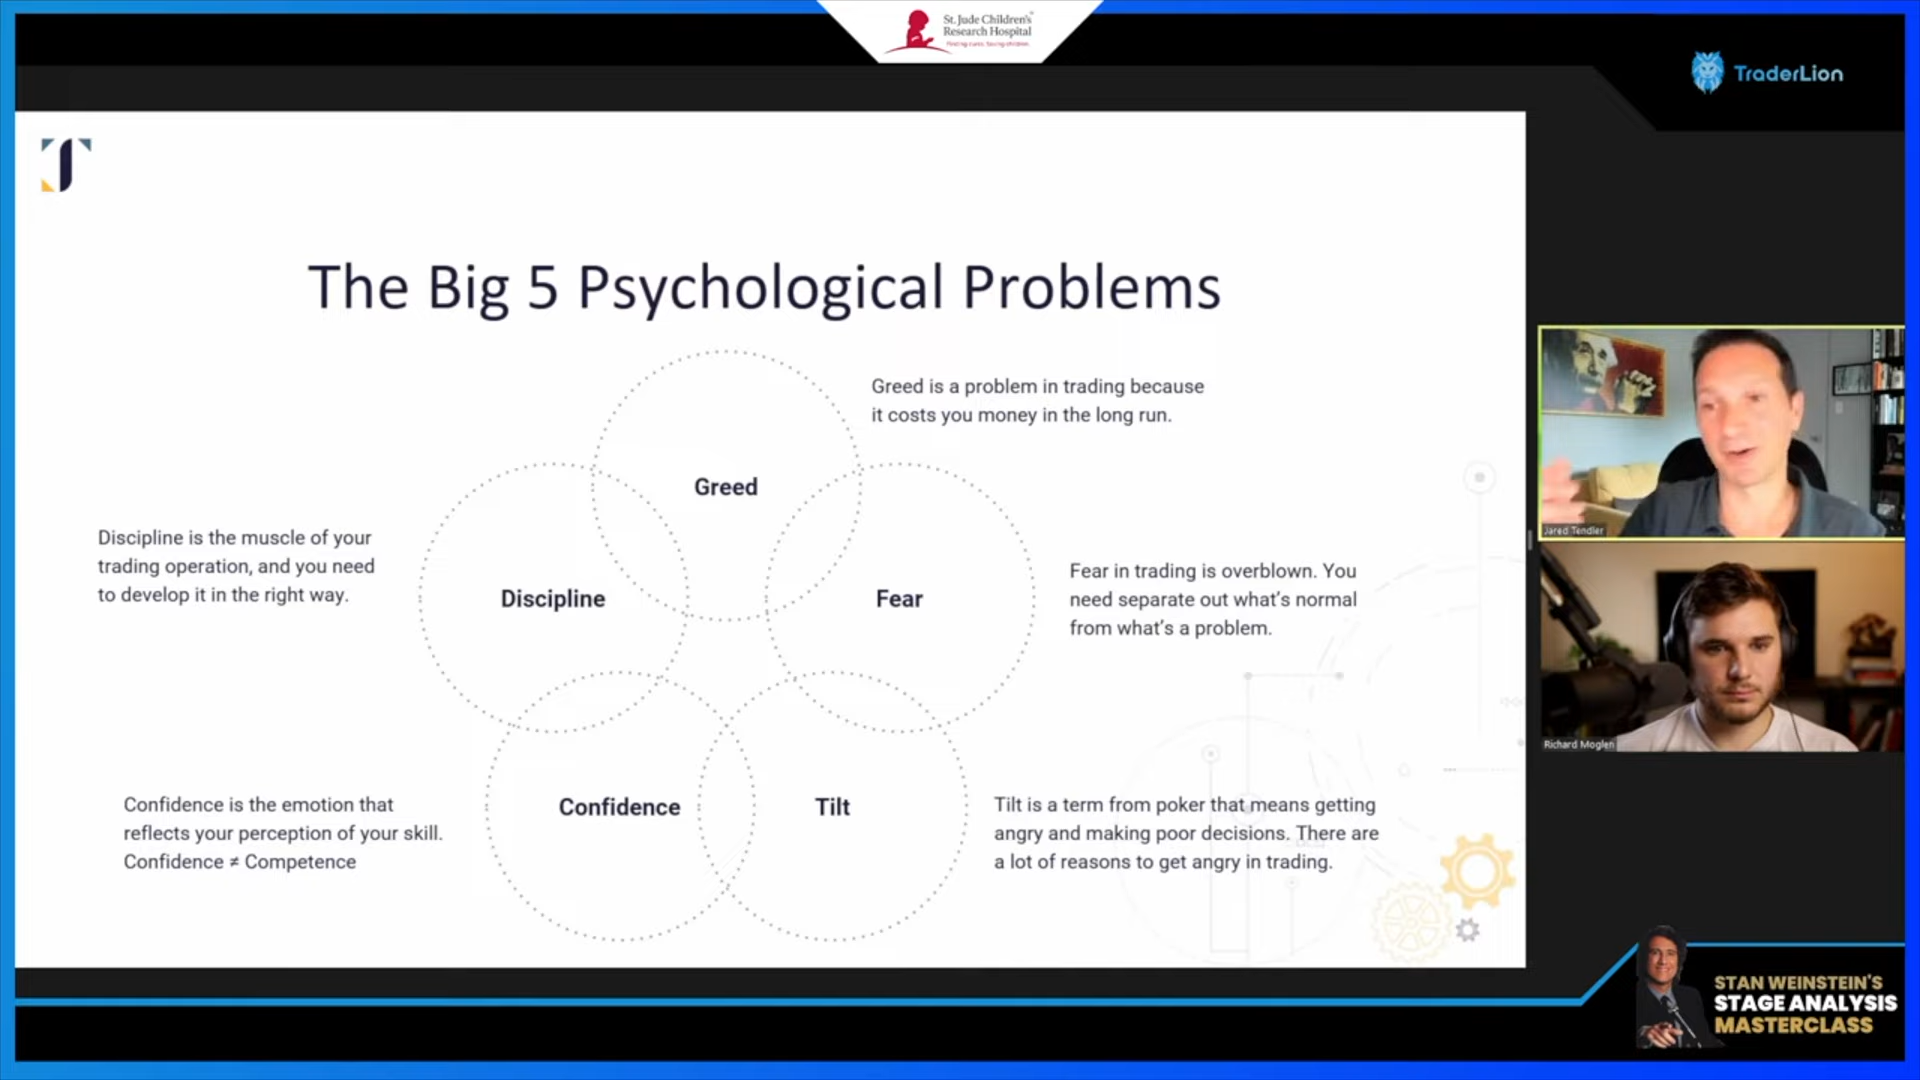 St. Jude Children's
Research Hospital
Finding cures. Saving children.
TraderLion
The Big 5 Psychological Problems
Greed is a problem in trading because
it costs you money in the long run.
Greed
Discipline is the muscle of your
trading operation, and you need
to develop it in the right way.
Discipline
Fear
Fear in trading is overblown. You
need separate out what's normal
from what's a problem.
Confidence is the emotion that
reflects your perception of your skill.
Confidence ≠ Competence
Confidence
Tilt
Tilt is a term from poker that means getting
angry and making poor decisions. There are
a lot of reasons to get angry in trading.
Jared Tendler
Richard Moglen
STAN WEINSTEIN'S
STAGE ANALYSIS
MASTERCLASS